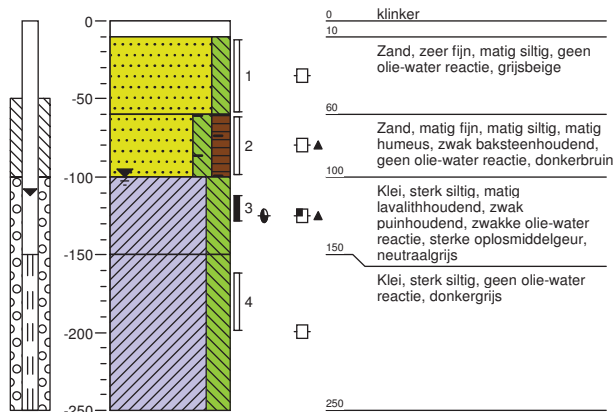 0
-50
-100
-150
-200
-250
1
2
3
4
0 klinker
10
Zand, zeer fijn, matig siltig, geen
olie-water reactie, grijsbeige
60
Zand, matig fijn, matig siltig, matig
humeus, zwak baksteenhoudend,
geen olie-water reactie, donkerbruin
100
Klei, sterk siltig, matig
lavalithhoudend, zwak
puinhoudend, zwakke olie-water
reactie, sterke oplosmiddelgeur,
neutraalgrijs
150
Klei, sterk siltig, geen olie-water
reactie, donkergrijs
250